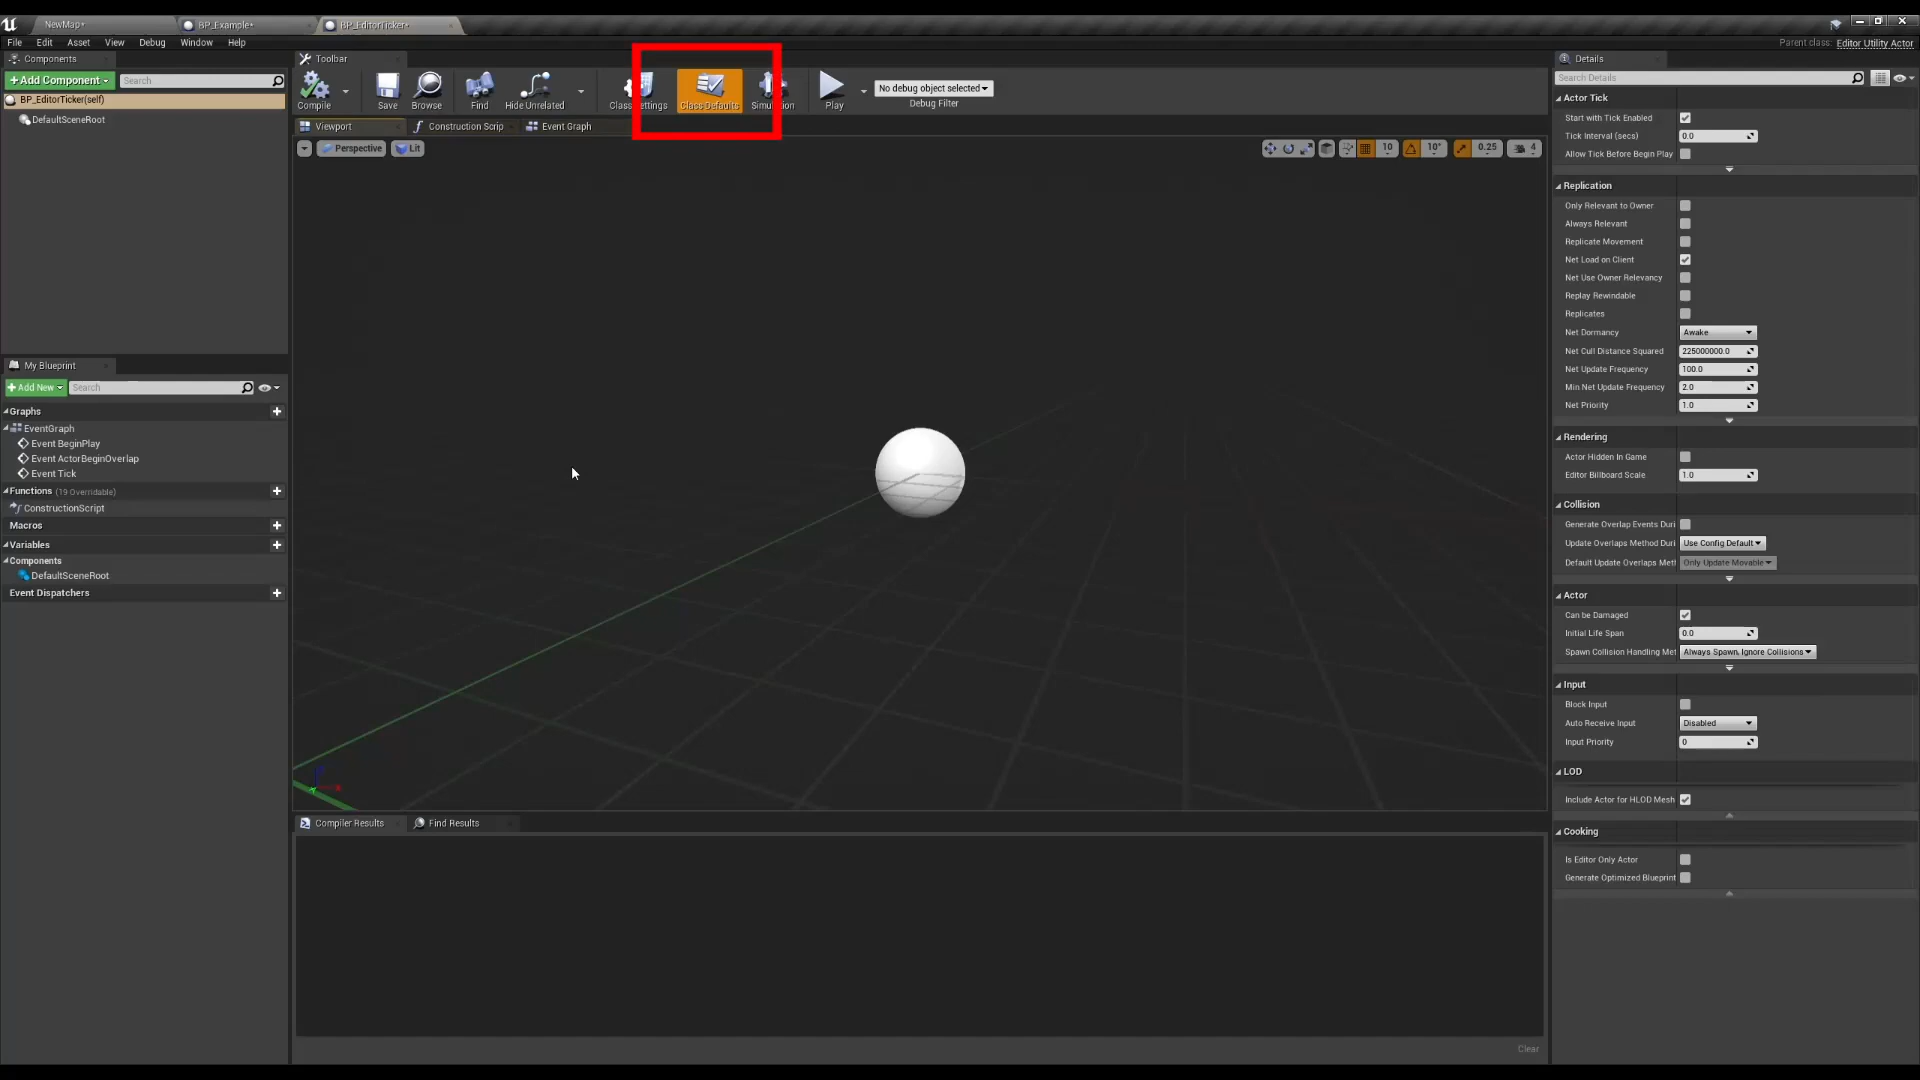 NewMap*
BP_Example*
BP_EditorTicker*
File Edit Asset View Debug Window Help
Parent class: Editor Utility Actor
Components
+Add Component
Search
BP_EditorTicker(self)
DefaultSceneRoot
Toolbar
Compile
Save
Browse
Find
Hide Unrelated
Class Settings
Class Defaults
Simulation
Play
No debug object selected
Debug Filter
Viewport
Construction Scrip
Event Graph
Perspective
Lit
10
10°
0.25
4
My Blueprint
+Add New
Search
Graphs
EventGraph
Event BeginPlay
Event ActorBeginOverlap
Event Tick
Functions (19 Overridable)
ConstructionScript
Macros
Variables
Components
DefaultSceneRoot
Event Dispatchers
Compiler Results
Find Results
Clear
Details
Search Details
Actor Tick
Start with Tick Enabled
Tick Interval (secs) 0.0
Allow Tick Before Begin Play
Replication
Only Relevant to Owner
Always Relevant
Replicate Movement
Net Load on Client
Net Use Owner Relevancy
Replay Rewindable
Replicates
Net Dormancy Awake
Net Cull Distance Squared 225000000.0
Net Update Frequency 100.0
Min Net Update Frequency 2.0
Net Priority 1.0
Rendering
Actor Hidden In Game
Editor Billboard Scale 1.0
Collision
Generate Overlap Events Duri
Update Overlaps Method Duri Use Config Default
Default Update Overlaps Met Only Update Movable
Actor
Can be Damaged
Initial Life Span 0.0
Spawn Collision Handling Met Always Spawn, Ignore Collisions
Input
Block Input
Auto Receive Input Disabled
Input Priority 0
LOD
Include Actor for HLOD Mesh
Cooking
Is Editor Only Actor
Generate Optimized Blueprint